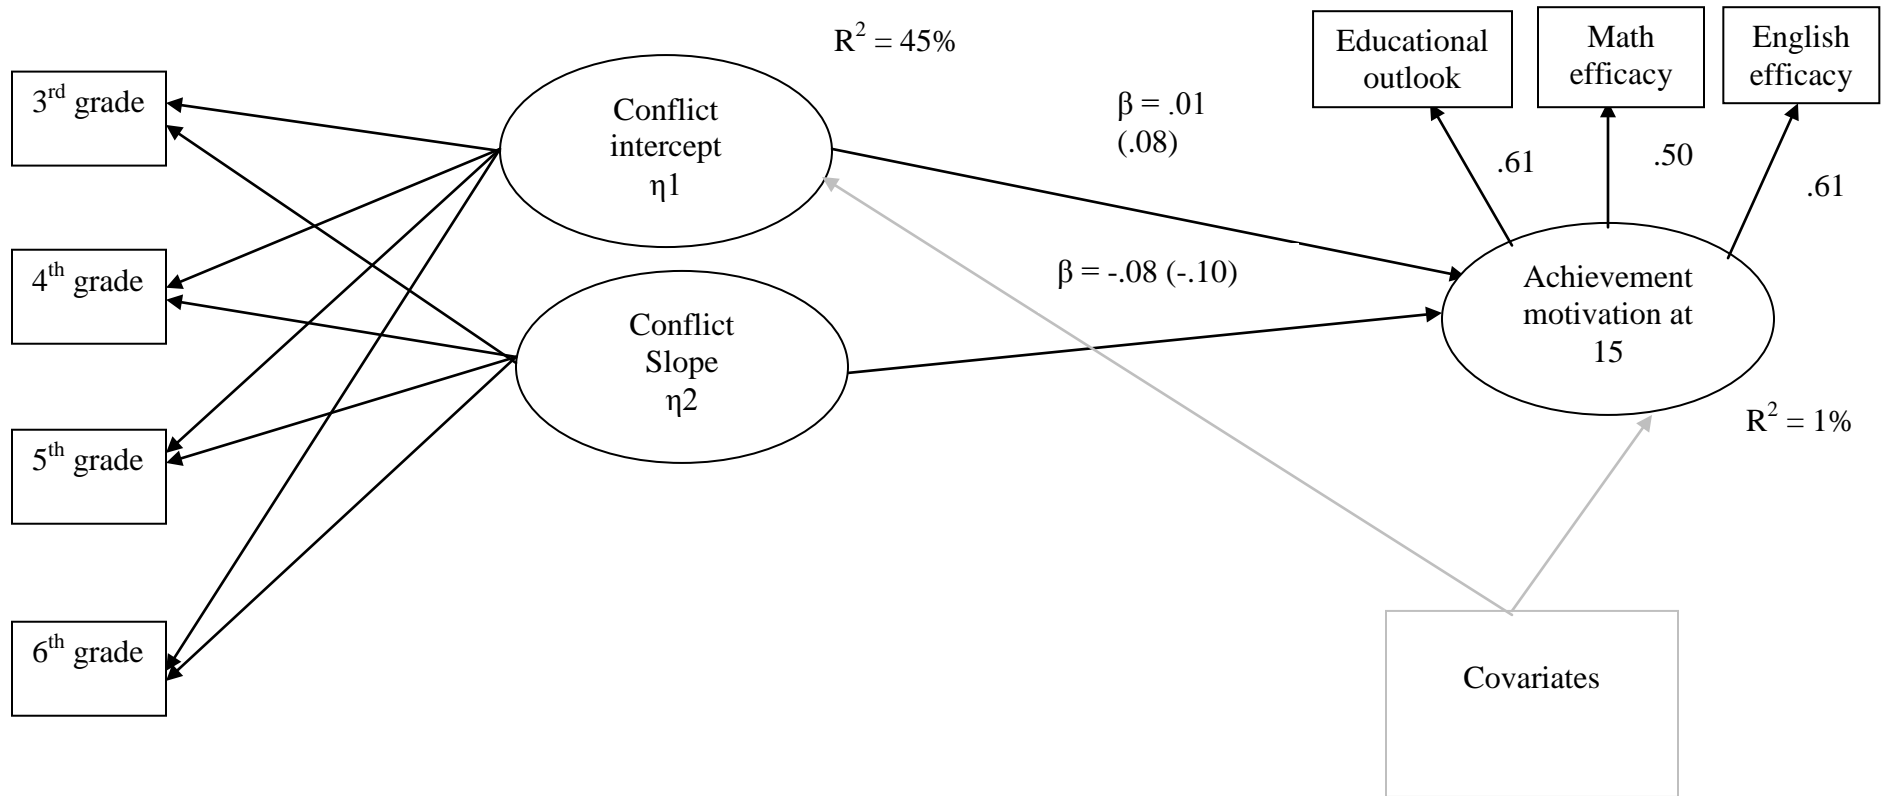 3rd grade
4th grade
5th grade
6th grade
Conflict
intercept
η1
R2 = 45%
Conflict
Slope
η2
β = .01
(.08)
β = -.08 (-.10)
Educational
outlook
Math
efficacy
English
efficacy
.61
.50
.61
Achievement
motivation at
15
R2 = 1%
Covariates